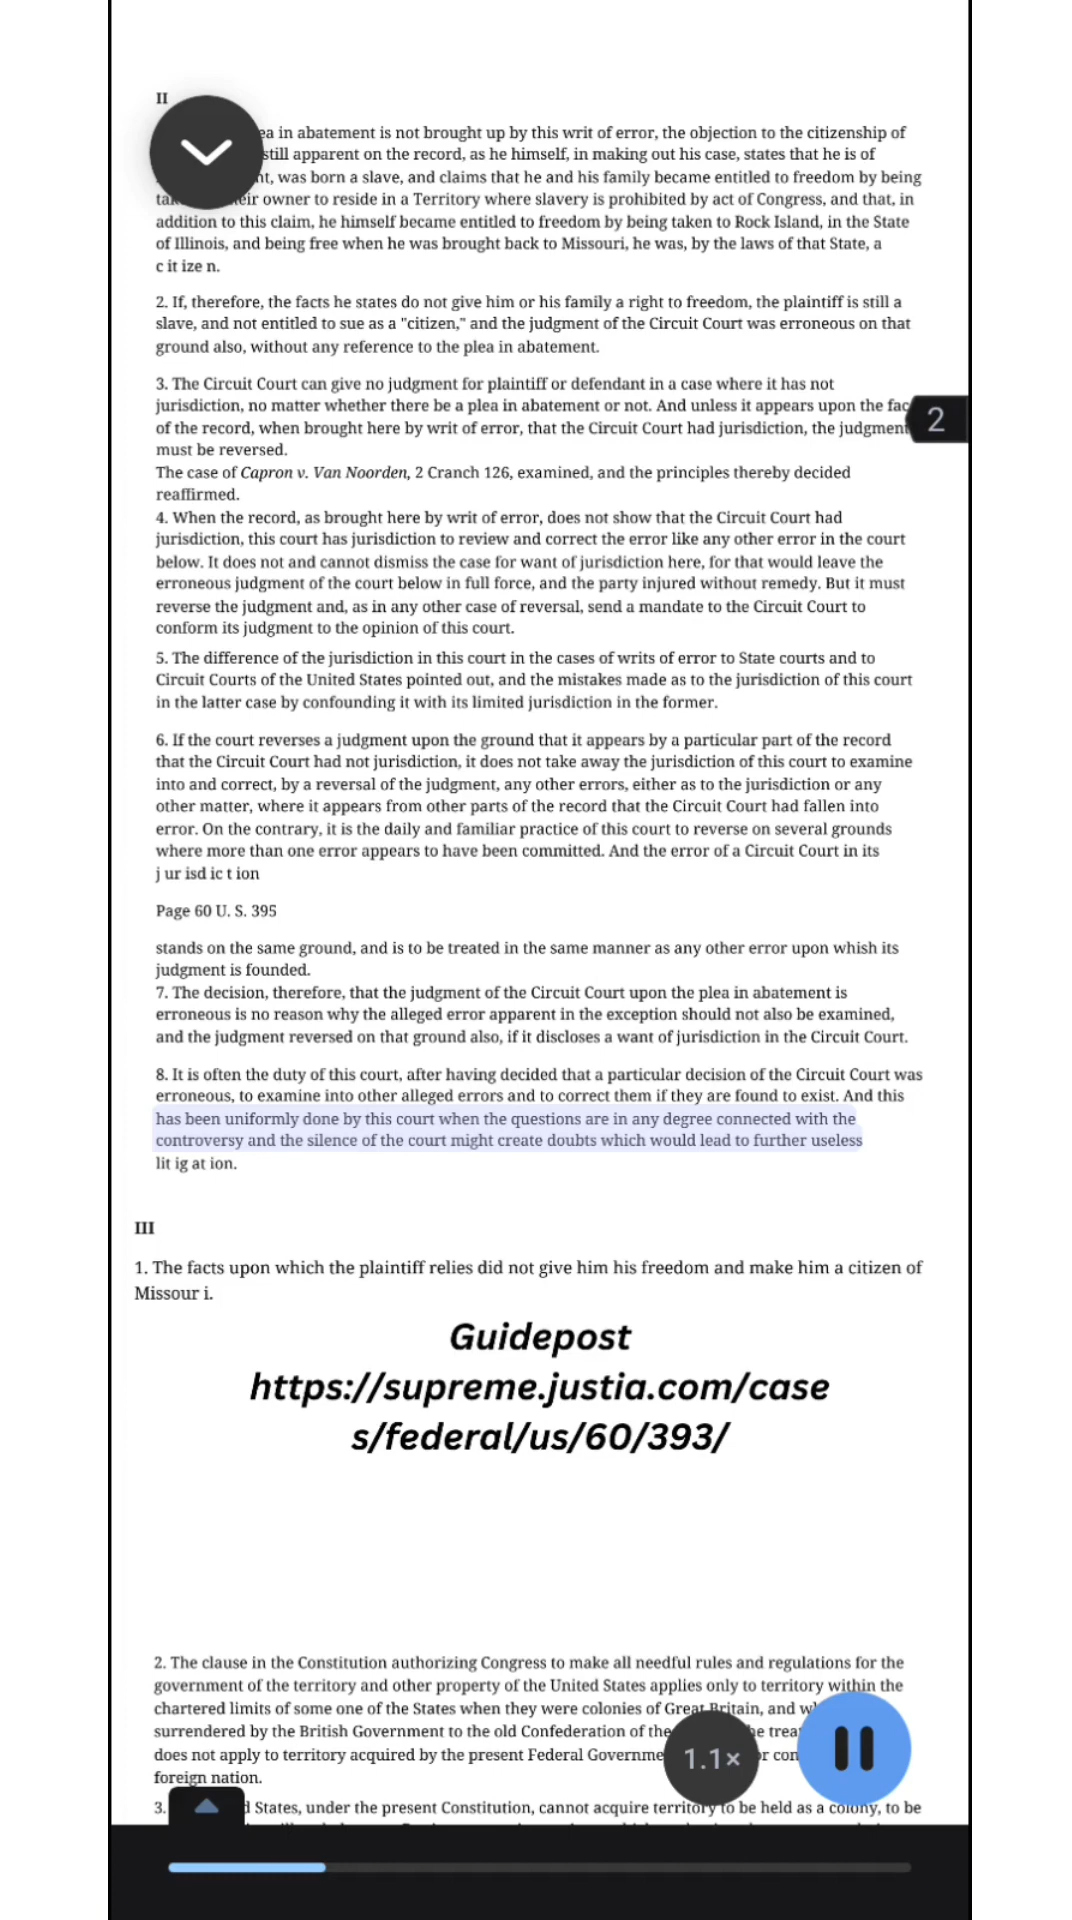 II
ea in abatement is not brought up by this writ of error, the objection to the citizenship of
still apparent on the record, as he himself, in making out his case, states that he is of
nt, was born a slave, and claims that he and his family became entitled to freedom by being
eir owner to reside in a Territory where slavery is prohibited by act of Congress, and that, in
addition to this claim, he himself became entitled to freedom by being taken to Rock Island, in the State
of Illinois, and being free when he was brought back to Missouri, he was, by the laws of that State, a
c it ize n.
2. If, therefore, the facts he states do not give him or his family a right to freedom, the plaintiff is still a
slave, and not entitled to sue as a "citizen," and the judgment of the Circuit Court was erroneous on that
ground also, without any reference to the plea in abatement.
3. The Circuit Court can give no judgment for plaintiff or defendant in a case where it has not
jurisdiction, no matter whether there be a plea in abatement or not. And unless it appears upon the fac
2
of the record, when brought here by writ of error, that the Circuit Court had jurisdiction, the judgment
must be reversed.
The case of Capron v. Van Noorden, 2 Cranch 126, examined, and the principles thereby decided
reaffirmed.
4. When the record, as brought here by writ of error, does not show that the Circuit Court had
jurisdiction, this court has jurisdiction to review and correct the error like any other error in the court
below. It does not and cannot dismiss the case for want of jurisdiction here, for that would leave the
erroneous judgment of the court below in full force, and the party injured without remedy. But it must
reverse the judgment and, as in any other case of reversal, send a mandate to the Circuit Court to
conform its judgment to the opinion of this court.
5. The difference of the jurisdiction in this court in the cases of writs of error to State courts and to
Circuit Courts of the United States pointed out, and the mistakes made as to the jurisdiction of this court
in the latter case by confounding it with its limited jurisdiction in the former.
6. If the court reverses a judgment upon the ground that it appears by a particular part of the record
that the Circuit Court had not jurisdiction, it does not take away the jurisdiction of this court to examine
into and correct, by a reversal of the judgment, any other errors, either as to the jurisdiction or any
other matter, where it appears from other parts of the record that the Circuit Court had fallen into
error. On the contrary, it is the daily and familiar practice of this court to reverse on several grounds
where more than one error appears to have been committed. And the error of a Circuit Court in its
j ur isd ic t ion
Page 60 U. S. 395
stands on the same ground, and is to be treated in the same manner as any other error upon whish its
judgment is founded.
7. The decision, therefore, that the judgment of the Circuit Court upon the plea in abatement is
erroneous is no reason why the alleged error apparent in the exception should not also be examined,
and the judgment reversed on that ground also, if it discloses a want of jurisdiction in the Circuit Court.
8. It is often the duty of this court, after having decided that a particular decision of the Circuit Court was
erroneous, to examine into other alleged errors and to correct them if they are found to exist. And this
has been uniformly done by this court when the questions are in any degree connected with the
controversy and the silence of the court might create doubts which would lead to further useless
lit ig at ion.
III
1. The facts upon which the plaintiff relies did not give him his freedom and make him a citizen of
Missour i.
Guidepost
https://supreme.justia.com/case
s/federal/us/60/393/
2. The clause in the Constitution authorizing Congress to make all needful rules and regulations for the
government of the territory and other property of the United States applies only to territory within the
chartered limits of some one of the States when they were colonies of Great Britain, and w
surrendered by the British Government to the old Confederation of the e trea
does not apply to territory acquired by the present Federal Governme r con
1.1×
foreign nation.
3. d States, under the present Constitution, cannot acquire territory to be held as a colony, to be